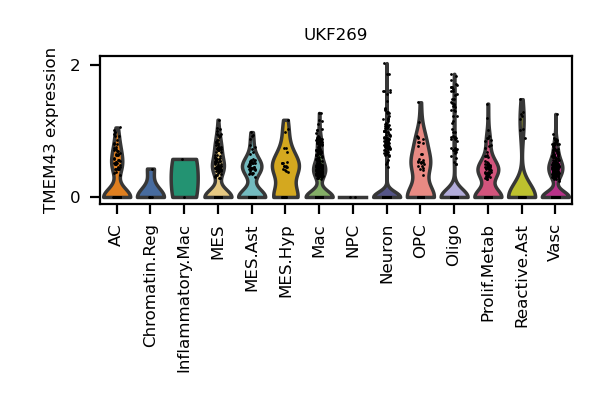 UKF269
TMEM43 expression
2
0
AC
Chromatin.Reg
Inflammatory.Mac
MES
MES.Ast
MES.Hyp
Mac
NPC
Neuron
OPC
Oligo
Prolif.Metab
Reactive.Ast
Vasc